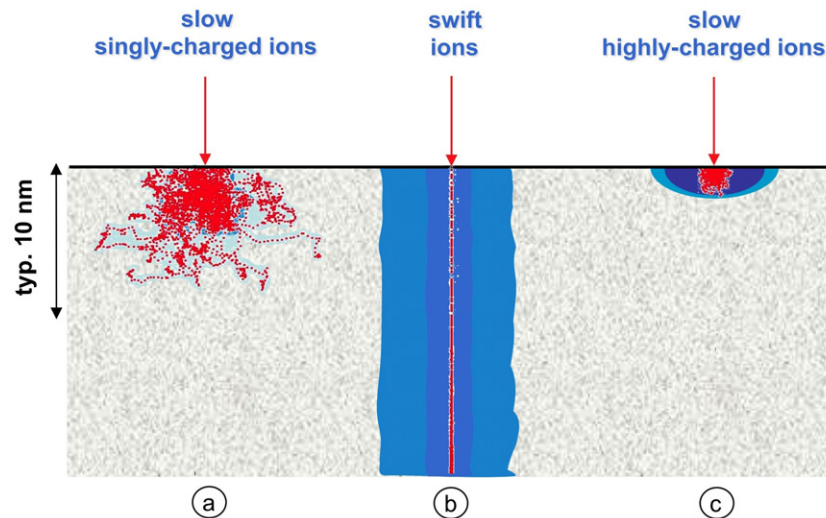 slow
singly-charged ions
swift
ions
slow
highly-charged ions
typ. 10 nm
a
b
c